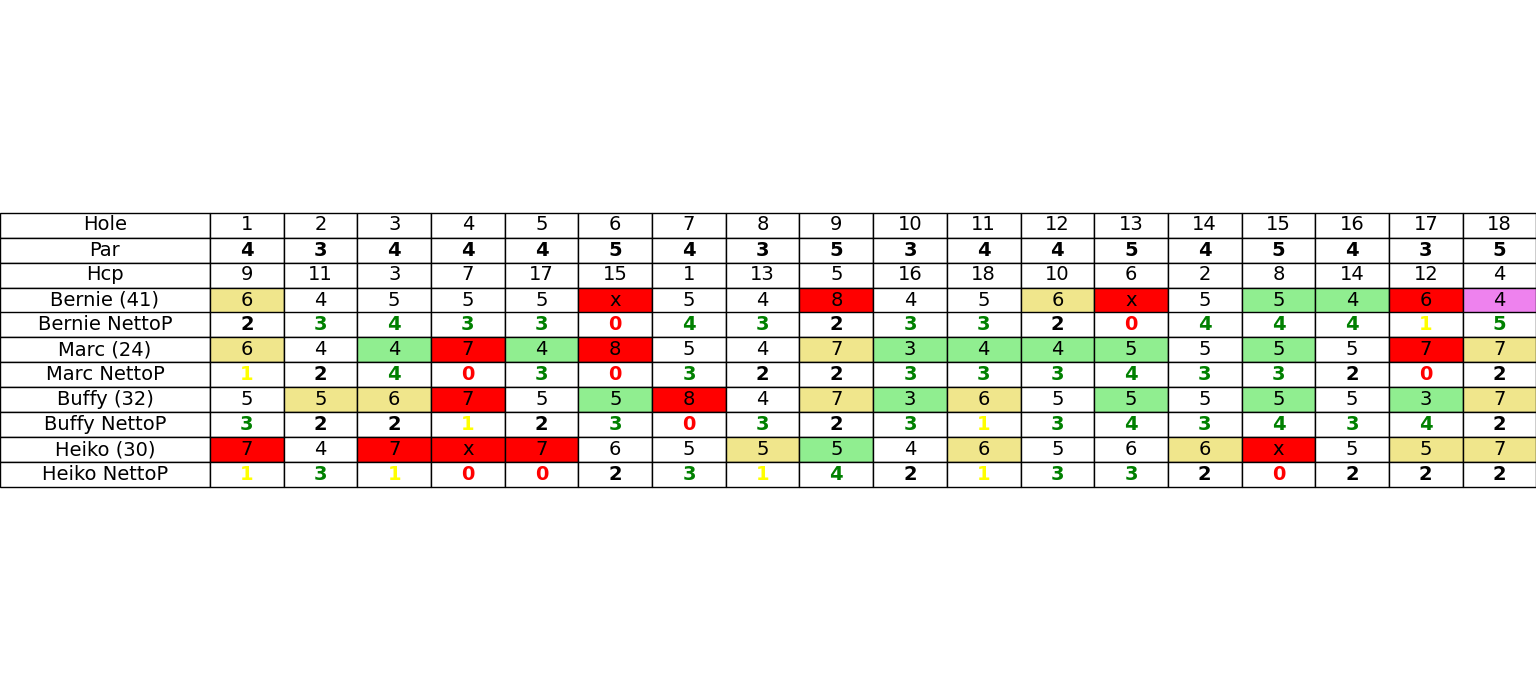 Hole 1 2 3 4 5 6 7 8 9 10 11 12 13 14 15 16 17 18
Par 4 3 4 4 4 5 4 3 5 3 4 4 5 4 5 4 3 5
Hcp 9 11 3 7 17 15 1 13 5 16 18 10 6 2 8 14 12 4
Bernie (41) 6 4 5 5 5 x 5 4 8 4 5 6 x 5 5 4 6 4
Bernie NettoP 2 3 4 3 3 0 4 3 2 3 3 2 0 4 4 4 1 5
Marc (24) 6 4 4 7 4 8 5 4 7 3 4 4 5 5 5 5 7 7
Marc NettoP 1 2 4 0 3 0 3 2 2 3 3 3 4 3 3 2 0 2
Buffy (32) 5 5 6 7 5 5 8 4 7 3 6 5 5 5 5 5 3 7
Buffy NettoP 3 2 2 1 2 3 0 3 2 3 1 3 4 3 4 3 4 2
Heiko (30) 7 4 7 x 7 6 5 5 5 4 6 5 6 6 x 5 5 7
Heiko NettoP 1 3 1 0 0 2 3 1 4 2 1 3 3 2 0 2 2 2